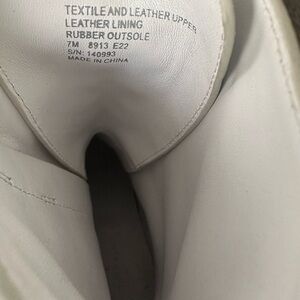 TEXTILE AND LEATHER UPPER
LEATHER LINING
RUBBER OUTSOLE
7M 8913 E22
S/N: 140993
MADE IN CHINA